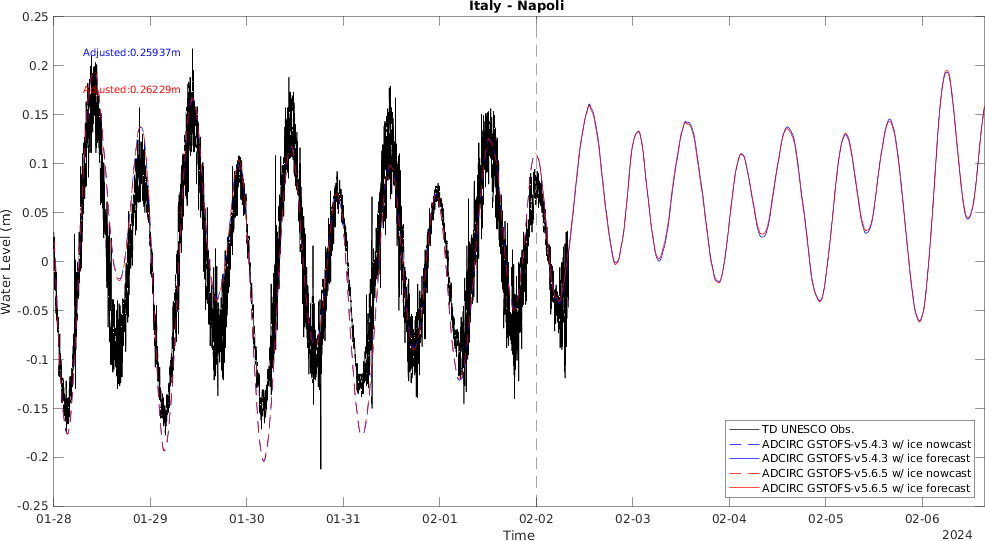 Italy - Napoli
0.25
0.2
0.15
0.1
0.05
0
-0.05
-0.1
-0.15
-0.2
-0.25
Water Level (m)
Adjusted:0.25937m
Adjusted:0.26229m
TD UNESCO Obs.
ADCIRC GSTOFS-v5.4.3 w/ ice nowcast
ADCIRC GSTOFS-v5.4.3 w/ ice forecast
ADCIRC GSTOFS-v5.6.5 w/ ice nowcast
ADCIRC GSTOFS-v5.6.5 w/ ice forecast
01-28 01-29 01-30 01-31 02-01 02-02 02-03 02-04 02-05 02-06
Time
2024